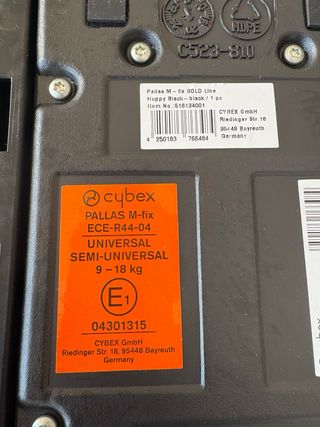 HDPE
C523-810
Pallas M-fix GOLD Line
Happy Black-black / 1 pc
Item No.:516134001
CYBEX GmbH
Riedinger Str.18
95448 Bayreuth
Germany
4 250183 766484
cybex
PALLAS M-fix
ECE-R44-04
UNIVERSAL
SEMI-UNIVERSAL
9 – 18 kg
E1
04301315
CYBEX GmbH
Riedinger Str. 18, 95448 Bayreuth
Germany